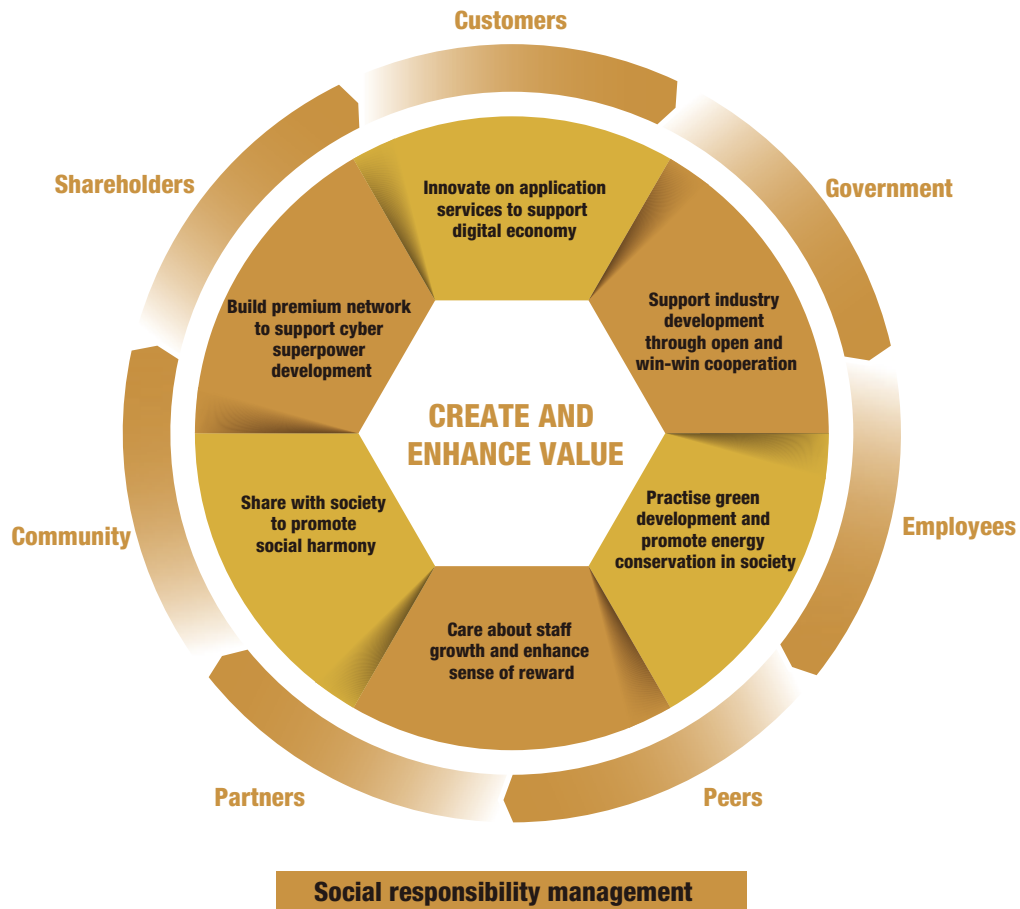 Customers
Shareholders
Government
Innovate on application
services to support
digital economy
Build premium network
to support cyber
superpower
development
Support industry
development
through open and
win-win cooperation
CREATE AND
ENHANCE VALUE
Share with society
to promote
social harmony
Practise green
development and
promote energy
conservation in society
Community
Employees
Care about staff
growth and enhance
sense of reward
Partners
Peers
Social responsibility management